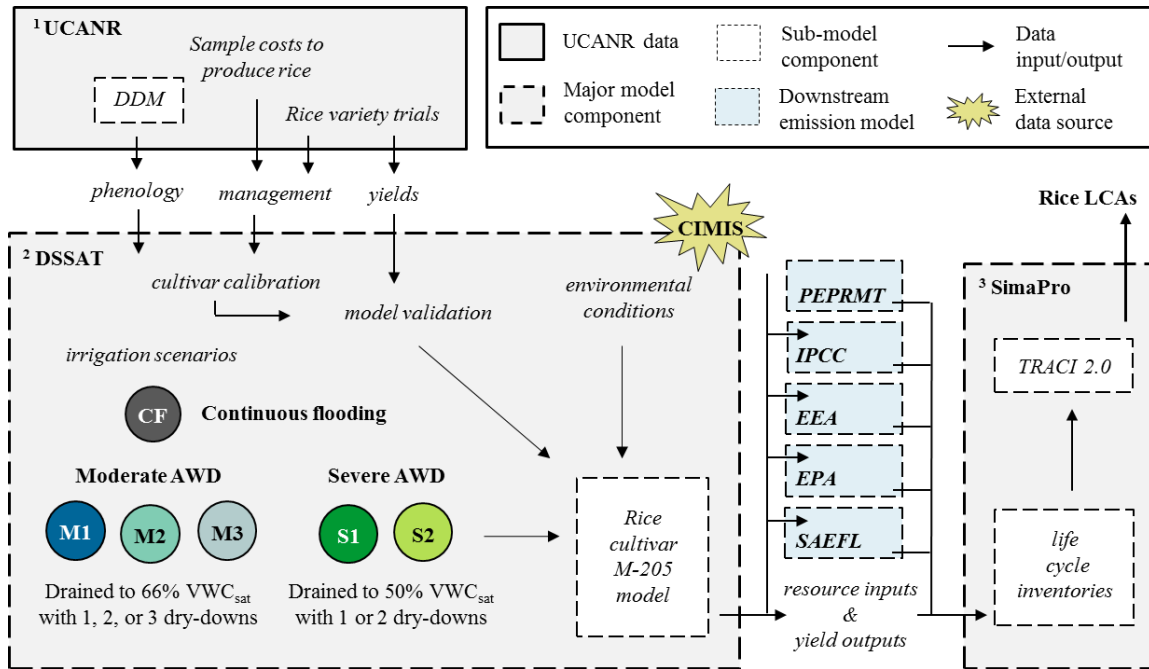 ¹ UCANR
Sample costs to
produce rice
DDM
Rice variety trials
UCANR data
Major model
component
Sub-model
component
Downstream
emission model
Data
input/output
External
data source
phenology
management
yields
CIMIS
Rice LCAs
² DSSAT
cultivar calibration
model validation
environmental
conditions
irrigation scenarios
CF
Continuous flooding
Moderate AWD
M1
M2
M3
Drained to 66% VWCsat
with 1, 2, or 3 dry-downs
Severe AWD
S1
S2
Drained to 50% VWCsat
with 1 or 2 dry-downs
Rice
cultivar
M-205
model
PEPRMT
IPCC
EEA
EPA
SAEFL
resource inputs
&
yield outputs
³ SimaPro
TRACI 2.0
life
cycle
inventories